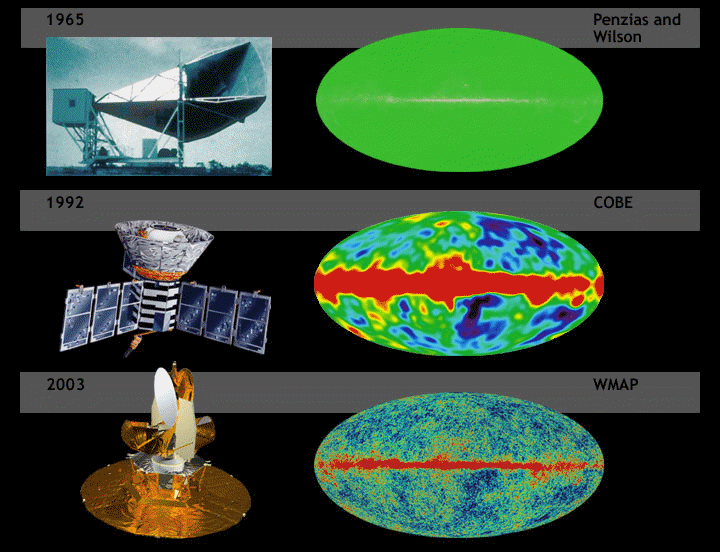 1965
Penzias and
Wilson
1992
COBE
2003
WMAP